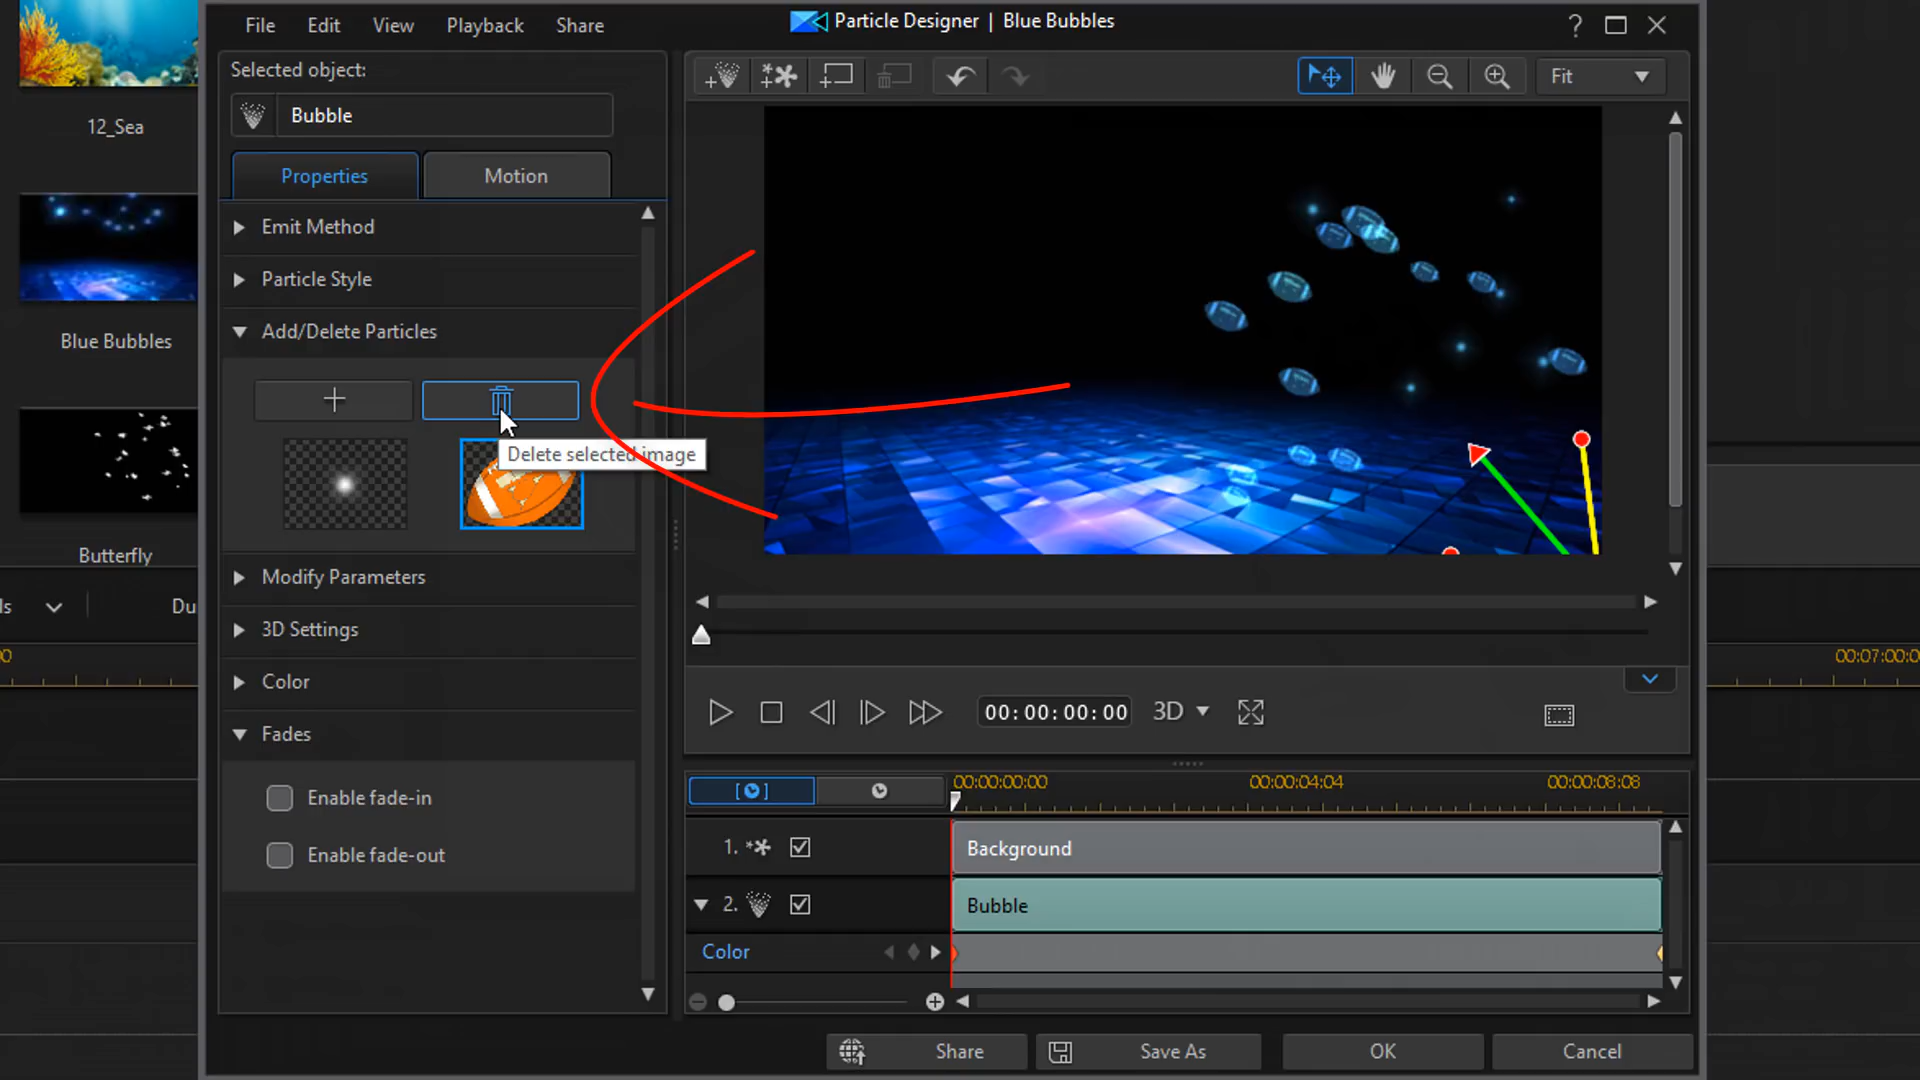 File Edit View Playback Share
Particle Designer | Blue Bubbles
?
Selected object:
Bubble
Properties Motion
Emit Method
Particle Style
Add/Delete Particles
Delete selected image
Modify Parameters
3D Settings
Color
Fades
Enable fade-in
Enable fade-out
Fit
12_Sea
Blue Bubbles
Butterfly
Du
00:00:00:00 3D
00:07:00:0
00:00:00:00 00:00:04:04 00:00:08:08
1. Background
2. Bubble
Color
Share Save As OK Cancel